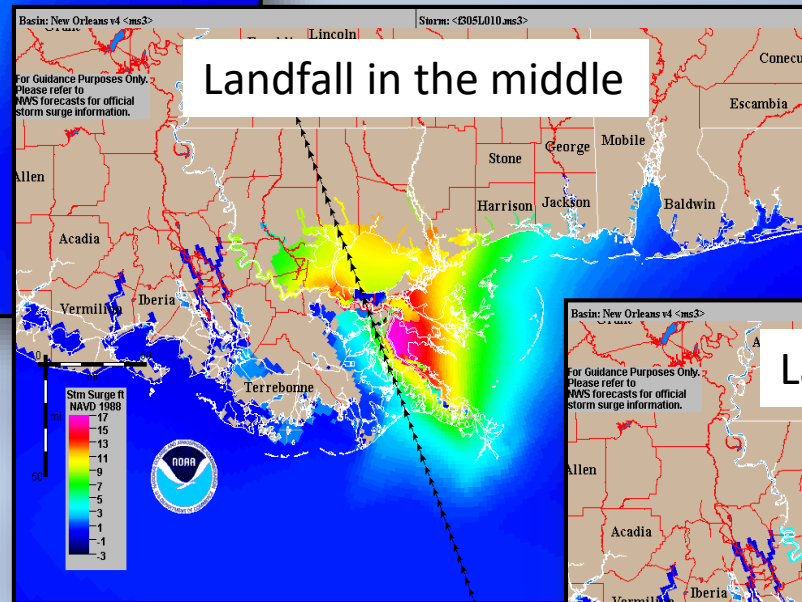 Basin: New Orleans v4 <ms3>
Storm: <f305L010.ms3>
Lincoln
Landfall in the middle
For Guidance Purposes Only.
Please refer to
NWS forecasts for official
storm surge information.
Conecu
Escambia
Allen
Stone
George
Mobile
Harrison
Jackson
Baldwin
Acadia
Vermilion
Iberia
Terrebonne
0
50
Stm Surge ft
NAVD 1988
17
15
13
11
9
7
5
3
1
-1
-3
NOAA
Basin: New Orleans v4 <ms3>
La
For Guidance Purposes Only.
Please refer to
NWS forecasts for official
storm surge information.
Allen
Acadia
Iberia